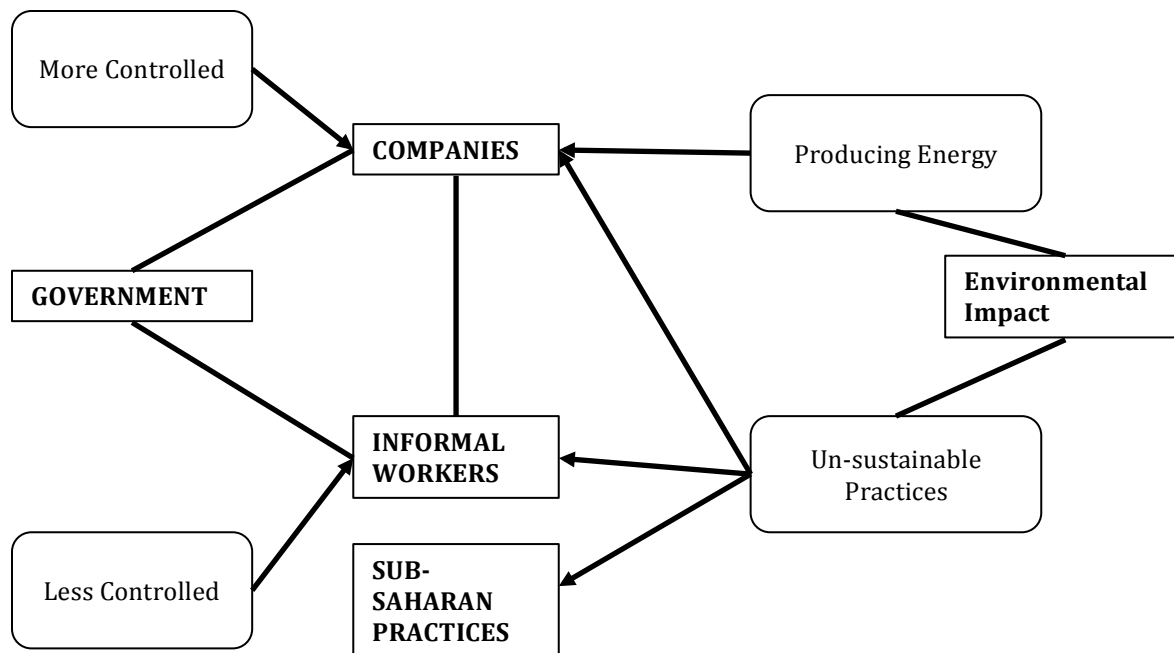 More Controlled
COMPANIES
Producing Energy
GOVERNMENT
Environmental
Impact
INFORMAL
WORKERS
Un-sustainable
Practices
Less Controlled
SUB-
SAHARAN
PRACTICES